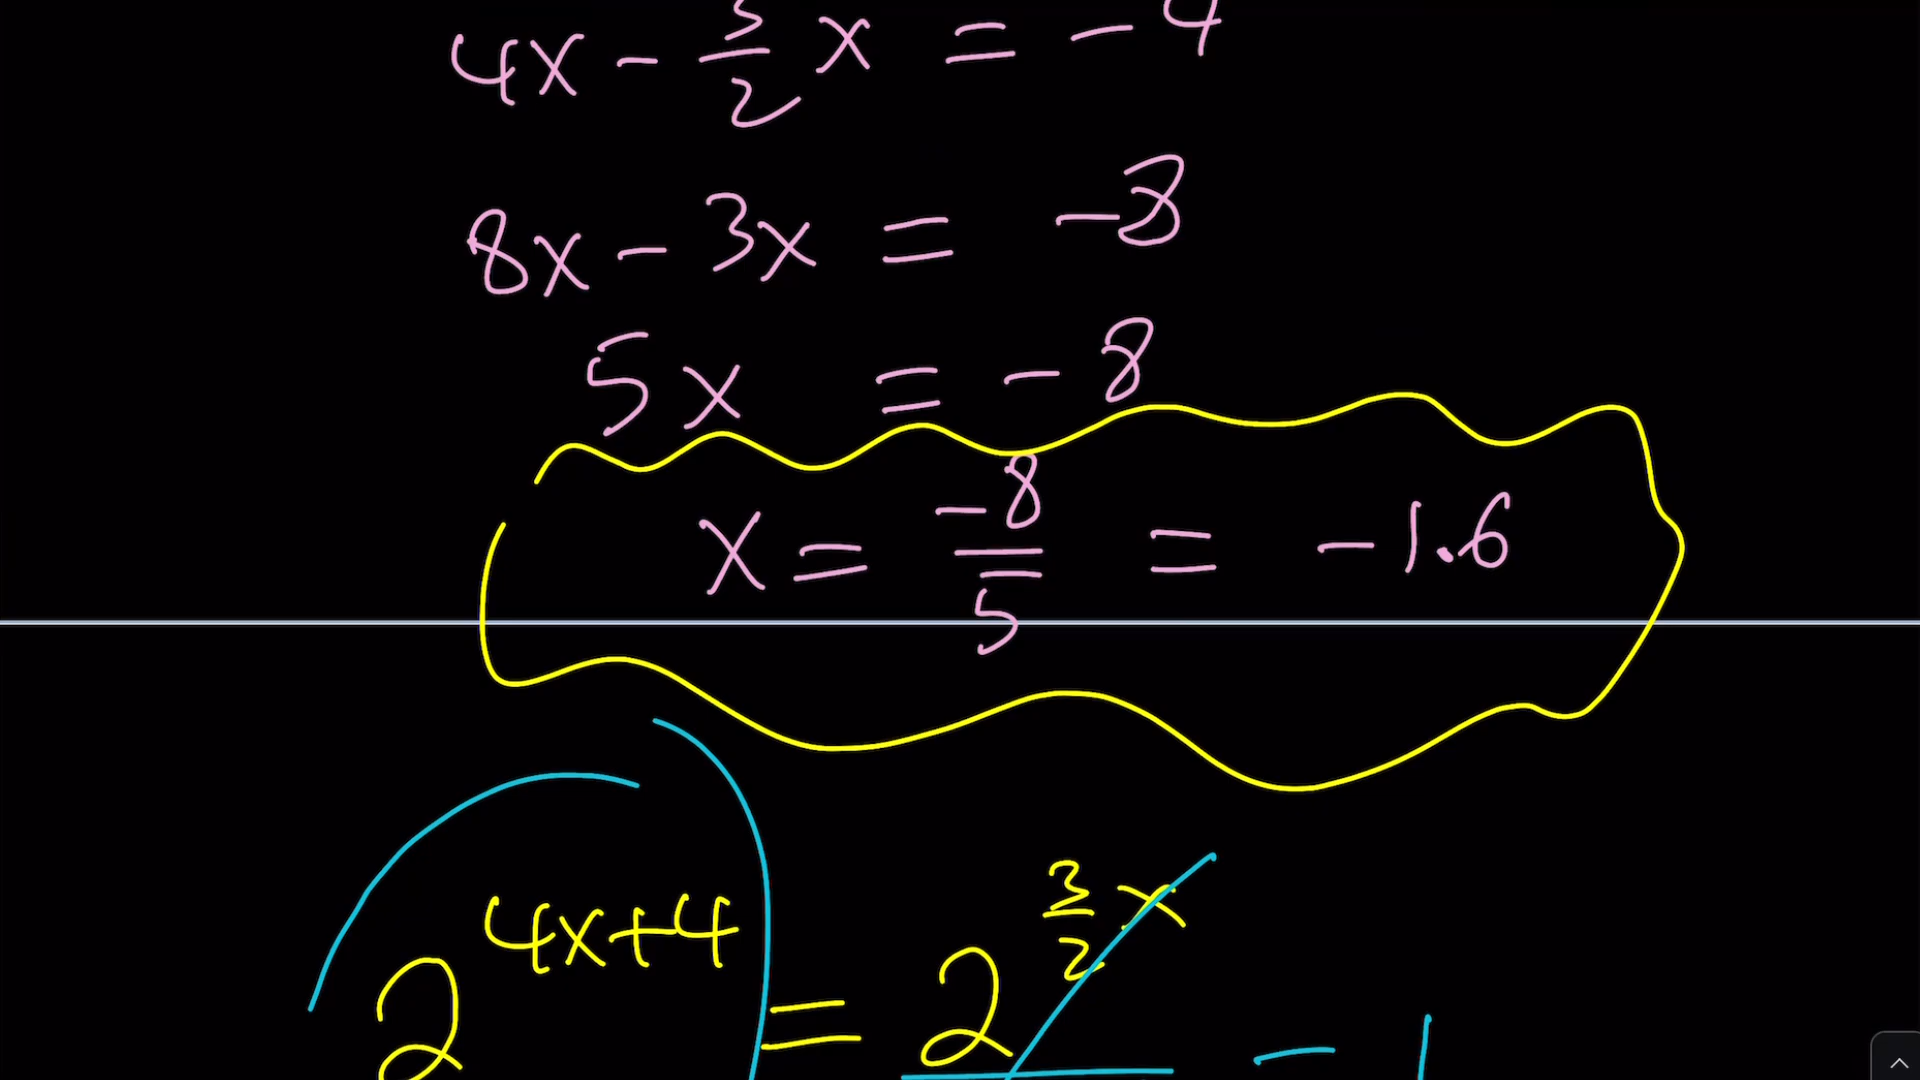 4x - 3/2 x = -4
8x - 3x = -8
5x = -8
x = -8/5 = -1.6
2^(4x+4) = 2^(3/2 x) - 1